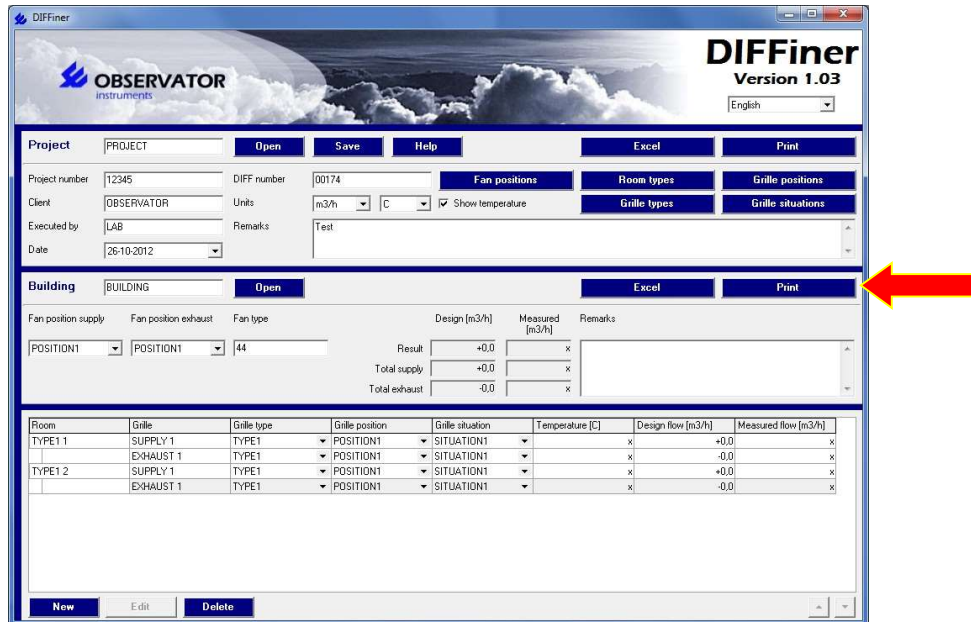 DIFFiner
DIFFiner
Version 1.03
OBSERVATOR
instruments
English
Project PROJECT Open Save Help Excel Print
Project number 12345 DIFF number 00174 Fan positions Room types Grille positions
Client OBSERVATOR Units m3/h C Show temperature Grille types Grille situations
Executed by LAB Remarks Test
Date 26-10-2012
Building BUILDING Open Excel Print
Fan position supply Fan position exhaust Fan type Design [m3/h] Measured [m3/h] Remarks
POSITION1 POSITION1 44 Result +0,0 x
Total supply +0,0 x
Total exhaust -0,0 x
Room Grille Grille type Grille position Grille situation Temperature [C] Design flow [m3/h] Measured flow [m3/h]
TYPE1 1 SUPPLY 1 TYPE1 POSITION1 SITUATION1 x +0,0 x
EXHAUST 1 TYPE1 POSITION1 SITUATION1 x -0,0 x
TYPE1 2 SUPPLY 1 TYPE1 POSITION1 SITUATION1 x +0,0 x
EXHAUST 1 TYPE1 POSITION1 SITUATION1 x -0,0 x
New Edit Delete